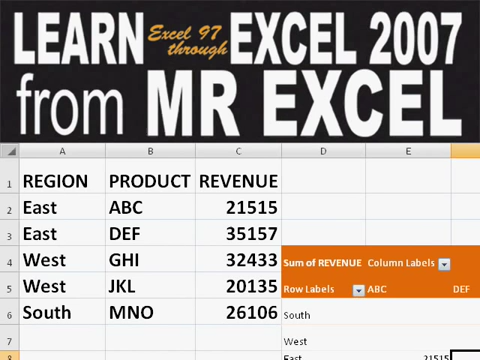 LEARN Excel 97 through EXCEL 2007
from MR EXCEL
A B C D E
1 REGION PRODUCT REVENUE
2 East ABC 21515
3 East DEF 35157
4 West GHI 32433 Sum of REVENUE Column Labels
5 West JKL 20135 Row Labels ABC DEF
6 South MNO 26106 South
7 West
8 East 21515